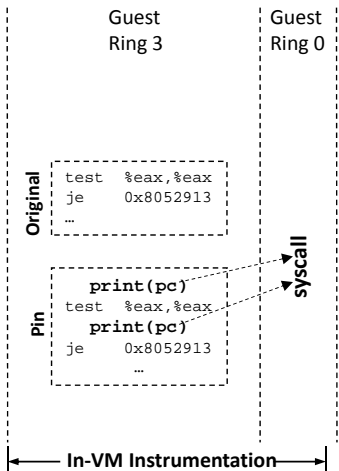 Guest
Ring 3
Guest
Ring 0
Original
test %eax,%eax
je 0x8052913
…
Pin
print(pc)
test %eax,%eax
print(pc)
je 0x8052913
…
syscall
In-VM Instrumentation